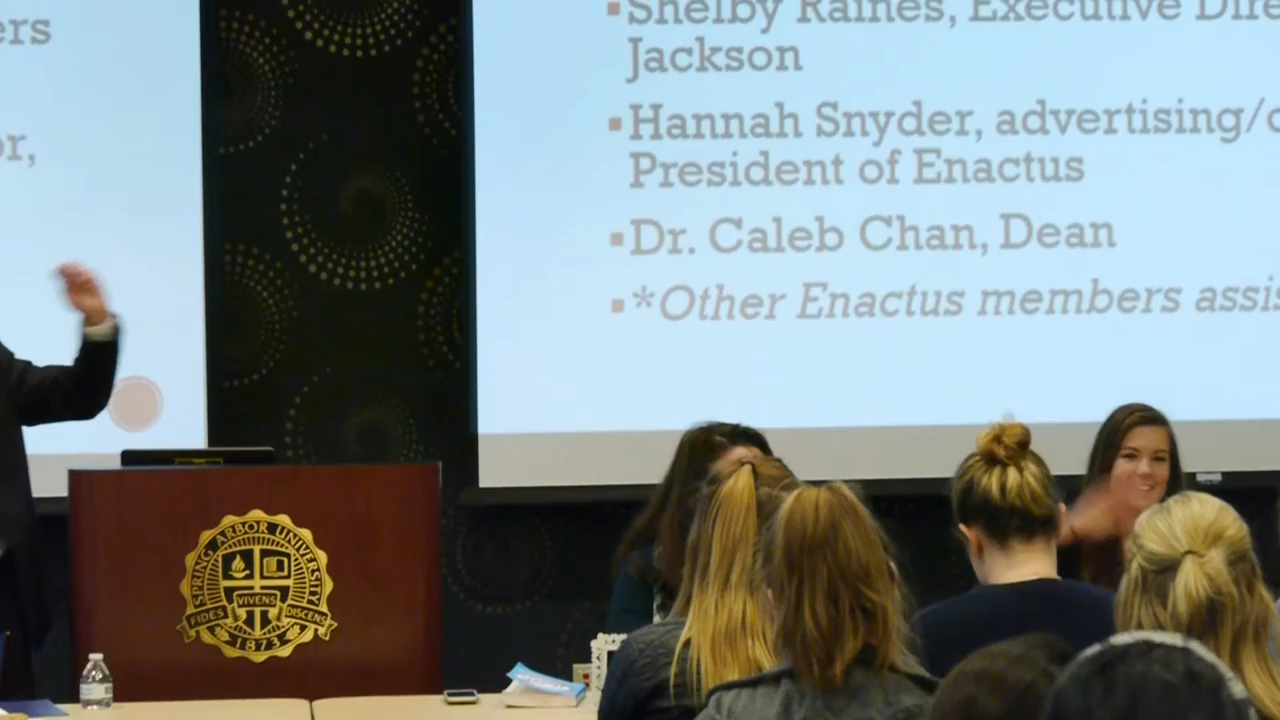 ers
or,
Shelby Raines, Executive Dire
Jackson
Hannah Snyder, advertising/
President of Enactus
Dr. Caleb Chan, Dean
*Other Enactus members assis
SPRING ARBOR UNIVERSITY
FIDES VIVENS DISCENS
1873